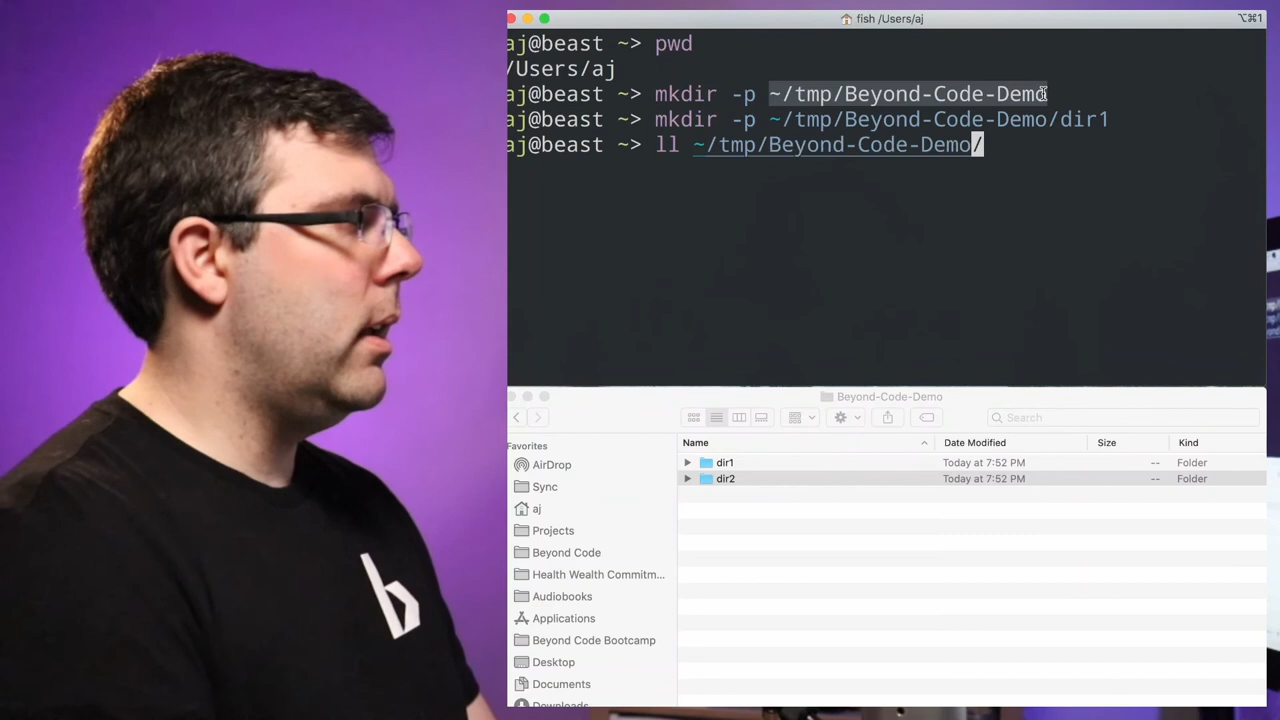 fish /Users/aj
⌥⌘1
aj@beast ~> pwd
/Users/aj
aj@beast ~> mkdir -p ~/tmp/Beyond-Code-Demo
aj@beast ~> mkdir -p ~/tmp/Beyond-Code-Demo/dir1
aj@beast ~> ll ~/tmp/Beyond-Code-Demo/
Beyond-Code-Demo
Search
Favorites
AirDrop
Sync
aj
Projects
Beyond Code
Health Wealth Commitm...
Audiobooks
Applications
Beyond Code Bootcamp
Desktop
Documents
Downloads
Name Date Modified Size Kind
dir1 Today at 7:52 PM -- Folder
dir2 Today at 7:52 PM -- Folder
b